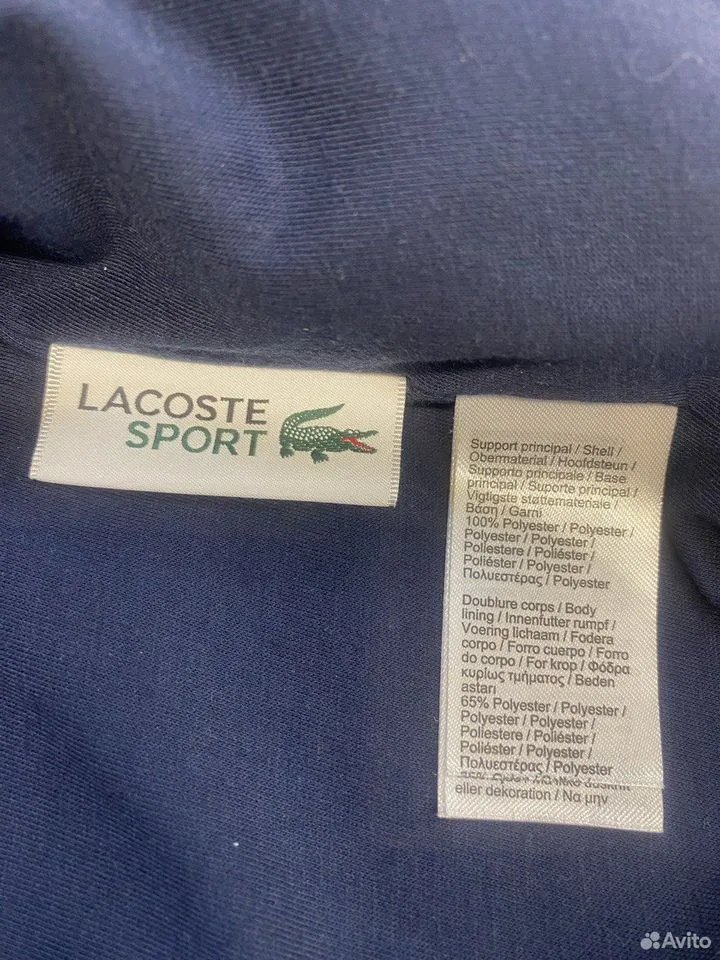 LACOSTE
SPORT
Support principal / Shell /
Obermaterial / Hoofdsteun /
Supporto principale / Base
principal / Suporte principal /
Vigtigste støttemateriale /
Βάση / Garni
100% Polyester / Polyester /
Polyester / Polyester /
Poliestere / Poliéster /
Poliéster / Polyester /
Πολυεστέρας / Polyester
Doublure corps / Body
lining / Innenfutter rumpf /
Voering lichaam / Fodera
corpo / Forro cuerpo / Forro
do corpo / For krop / Φόδρα
κυρίως τμήματος / Beden
astarı
65% Polyester / Polyester /
Polyester / Polyester /
Poliestere / Poliéster /
Poliéster / Polyester /
Πολυεστέρας / Polyester
eller dekoration / Να μην
Avito